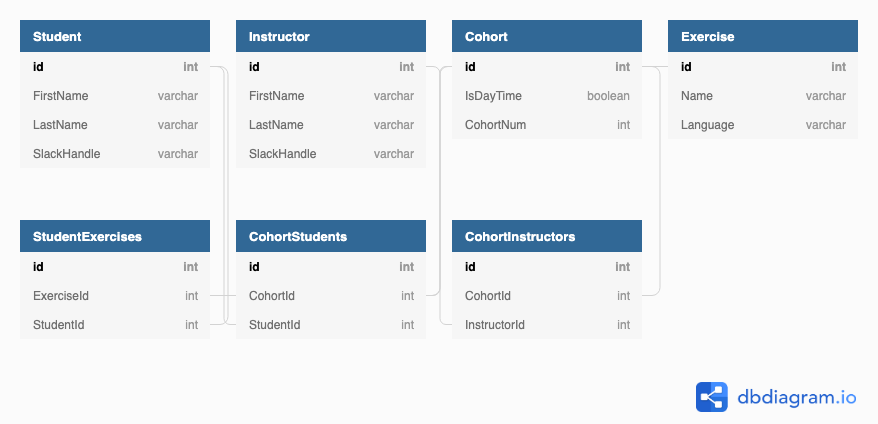 Student
id int
FirstName varchar
LastName varchar
SlackHandle varchar
Instructor
id int
FirstName varchar
LastName varchar
SlackHandle varchar
Cohort
id int
IsDayTime boolean
CohortNum int
Exercise
id int
Name varchar
Language varchar
StudentExercises
id int
ExerciseId int
StudentId int
CohortStudents
id int
CohortId int
StudentId int
CohortInstructors
id int
CohortId int
InstructorId int
dbdiagram.io